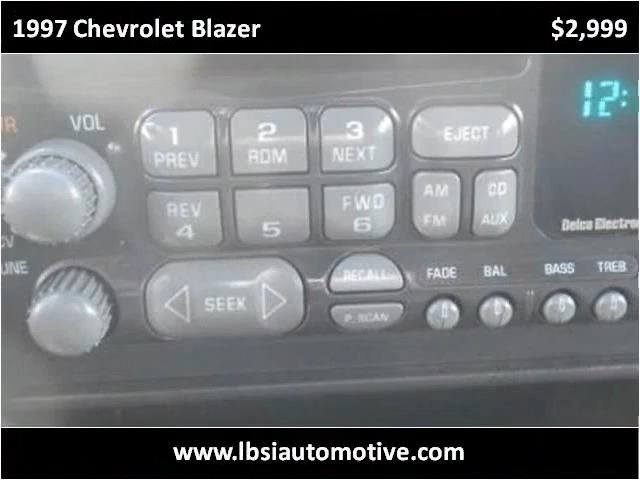 1997 Chevrolet Blazer $2,999
VOL
1 2 3 EJECT
PREV RDM NEXT
12:
AM CD
REV FWD
4 5 6
FM AUX
Delco Electro
SEEK
RECALL FADE BAL BASS TREB
P. SCAN
www.lbsiautomotive.com